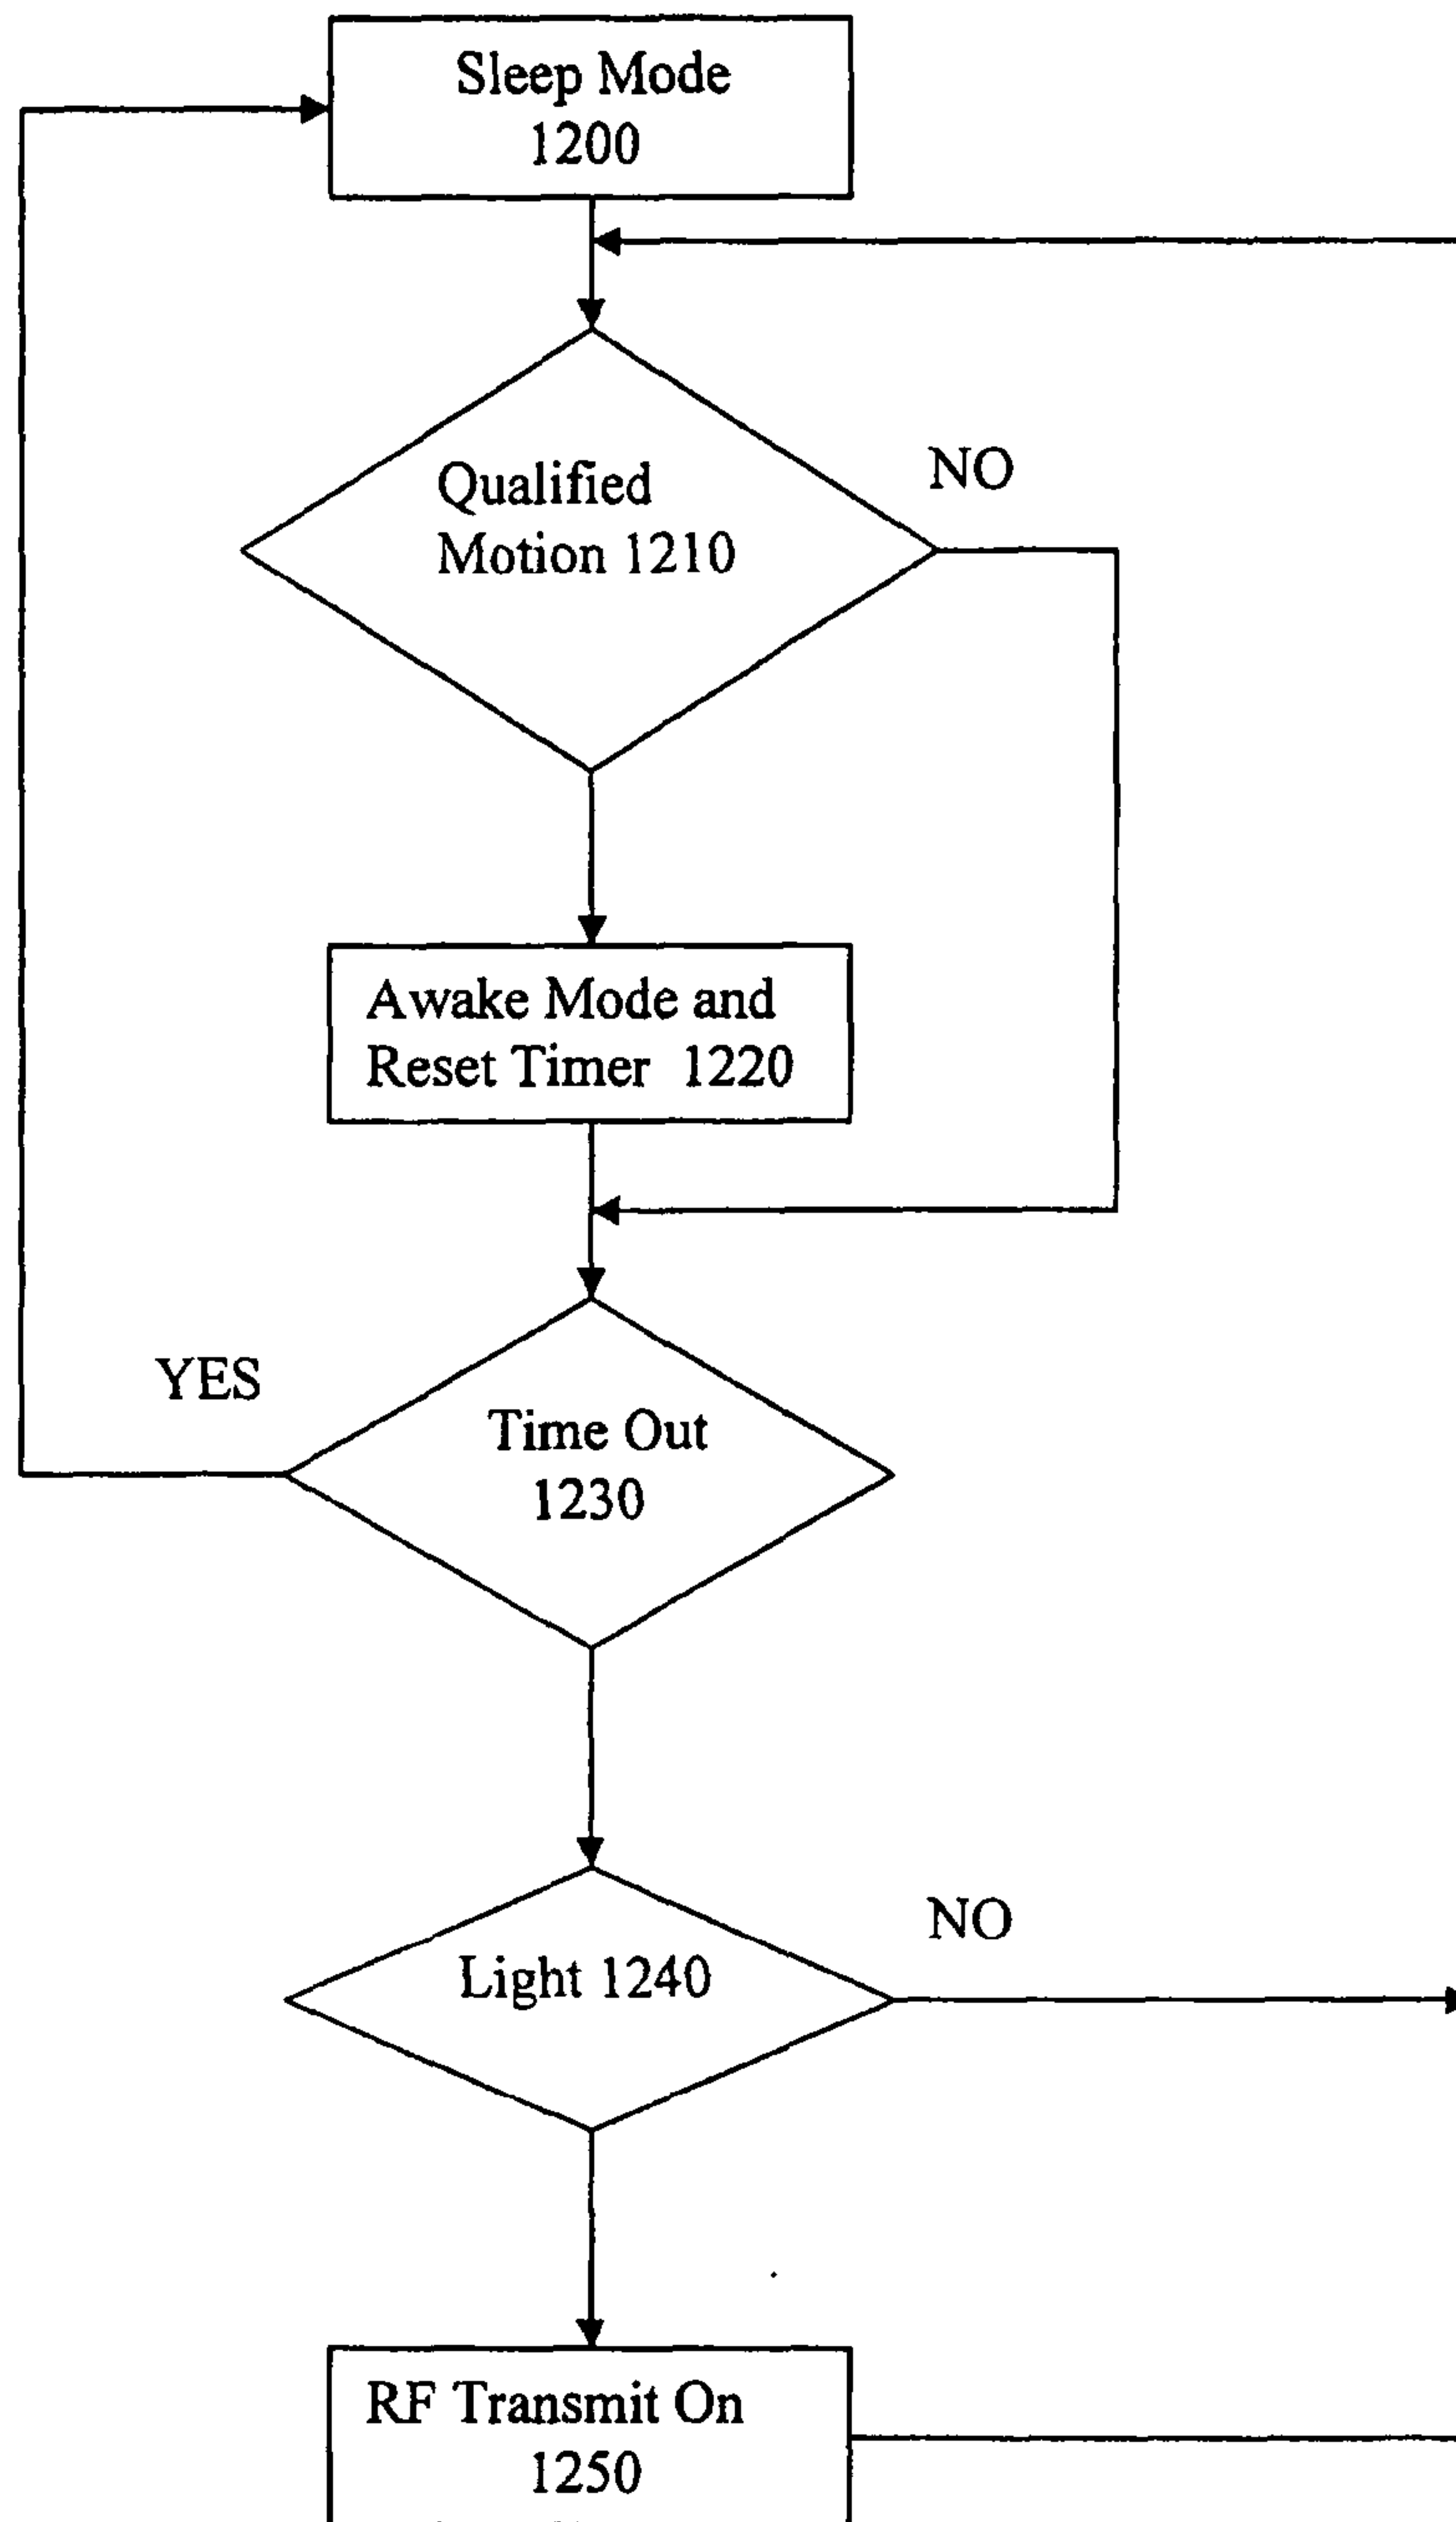 Sleep Mode
1200
NO
Qualified
Motion 1210
Awake Mode and
Reset Timer 1220
YES
Time Out
1230
NO
Light 1240
RF Transmit On
1250